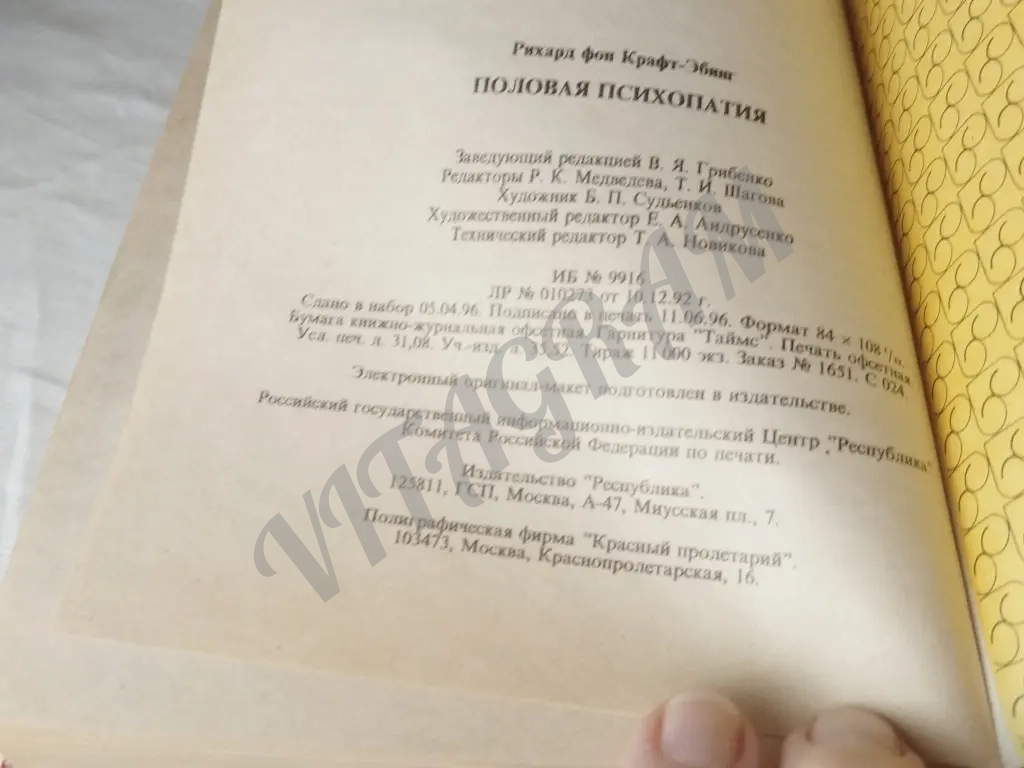 Рихард фон Крафт-Эбинг
ПОЛОВАЯ ПСИХОПАТИЯ
Заведующий редакцией В. Я. Грибенко
Редакторы Р. К. Медведева, Т. И. Шагова
Художник Б. П. Судьенков
Художественный редактор Е. А. Андрусенко
Технический редактор Т. А. Новикова
ИБ № 9916
ЛР № 010273 от 10.12.92 г.
Сдано в набор 05.04.96. Подписано в печать 11.06.96. Формат 84 × 108
Бумага книжно-журнальная офсетная. Гарнитура "Таймс". Печать офсетная.
Усл. печ. л. 31,08. Уч.-изд. л. 35.52. Тираж 11 000 экз. Заказ № 1651. С 024.
Электронный оригинал-макет подготовлен в издательстве.
Российский государственный информационно-издательский Центр "Республика"
Комитета Российской Федерации по печати.
Издательство "Республика".
125811, ГСП, Москва, А-47, Миусская пл., 7.
Полиграфическая фирма "Красный пролетарий".
103473, Москва, Краснопролетарская, 16.
VITAGRAM